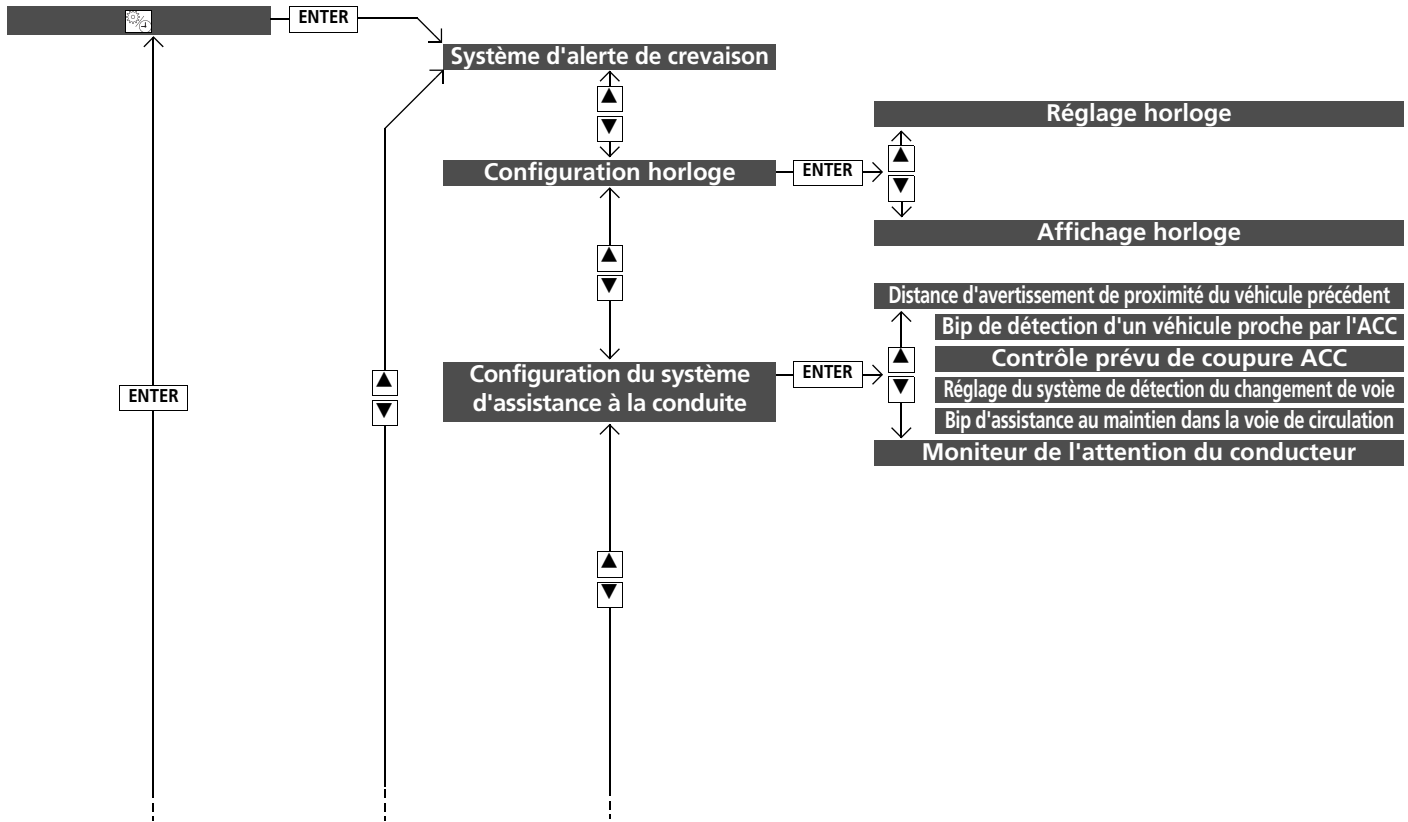 ENTER
Système d'alerte de crevaison
▲
▼
Réglage horloge
Configuration horloge
ENTER
▲
▼
Affichage horloge
▲
▼
Distance d'avertissement de proximité du véhicule précédent
Bip de détection d'un véhicule proche par l'ACC
Configuration du système
d'assistance à la conduite
ENTER
▲
▼
Contrôle prévu de coupure ACC
Réglage du système de détection du changement de voie
Bip d'assistance au maintien dans la voie de circulation
Moniteur de l'attention du conducteur
ENTER
▲
▼
▲
▼